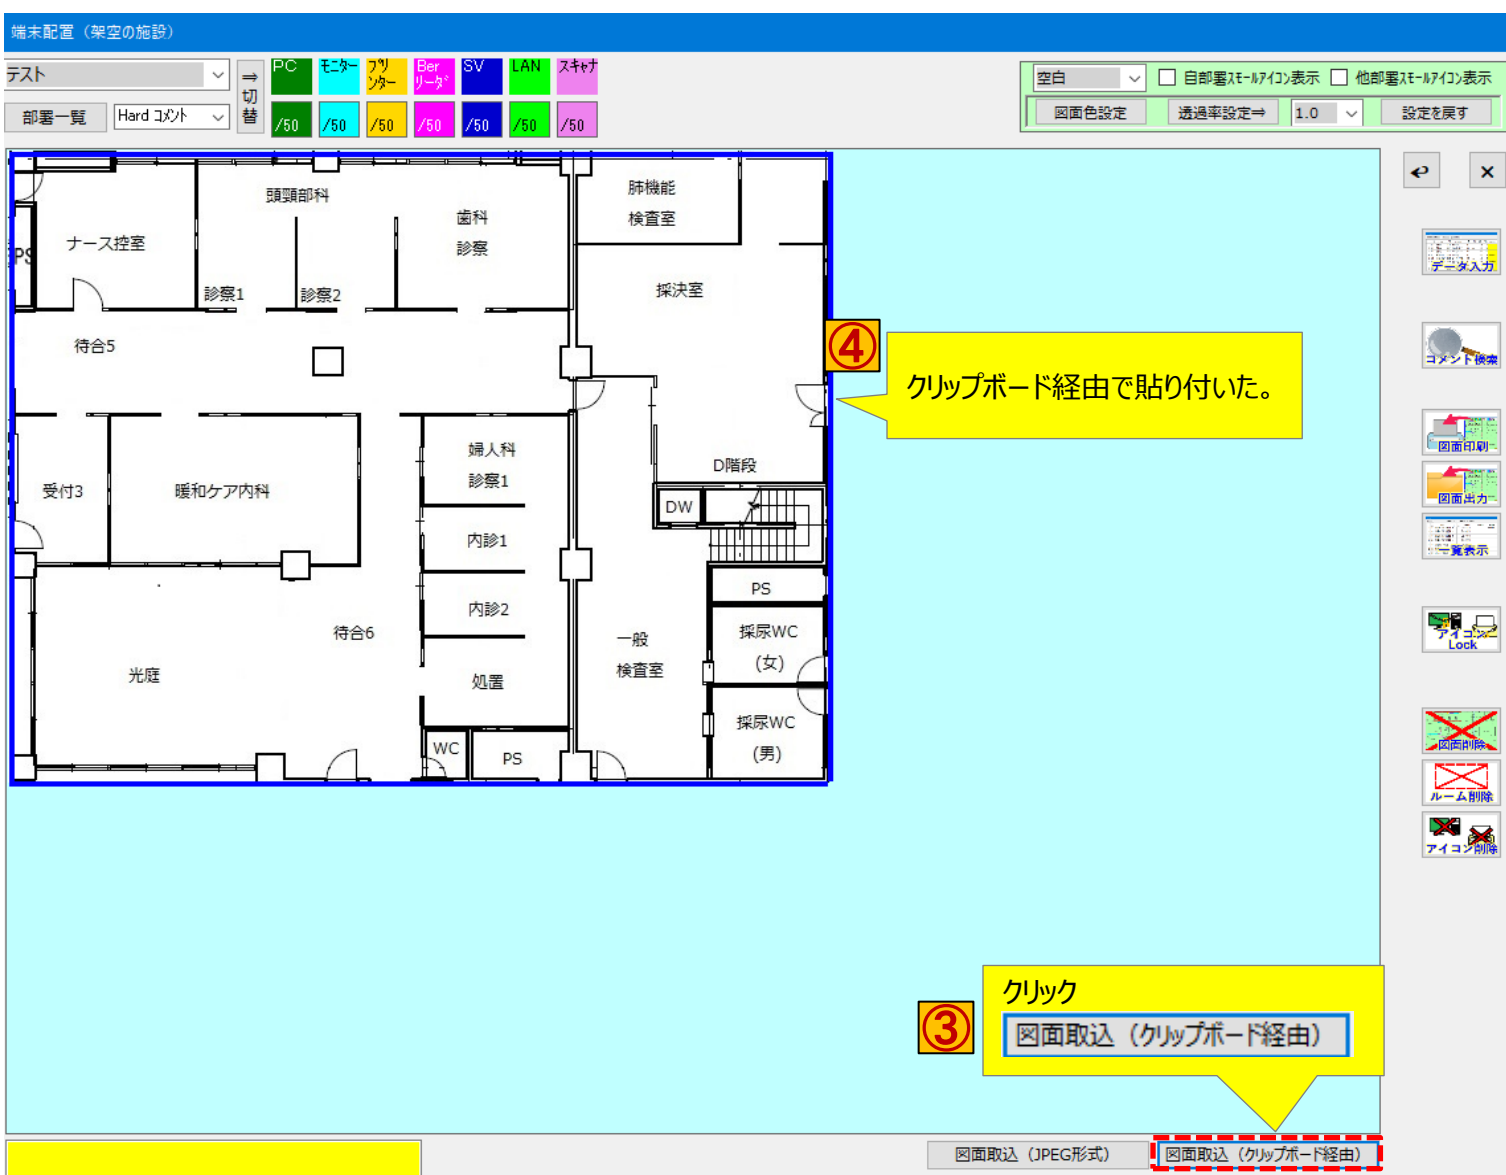 端末配置（架空の施設）
テスト
⇒
切
替
PC
モニター
プリ
ンター
Ber
リーダ
SV
LAN
スキャナ
部署一覧
Hard コメント
/50
/50
/50
/50
/50
/50
/50
空白
自部署スモールアイコン表示
他部署スモールアイコン表示
図面色設定
透過率設定⇒
1.0
設定を戻す
頭頸部科
歯科
診察
ナース控室
PS
診察1
診察2
肺機能
検査室
採決室
待合5
④
クリップボード経由で貼り付いた。
婦人科
診察1
D階段
受付3
暖和ケア内科
DW
内診1
PS
内診2
待合6
一般
検査室
採尿WC
(女)
光庭
処置
採尿WC
(男)
WC
PS
データ入力
コメント検索
図面印刷
図面出力
一覧表示
アイコン
Lock
図面削除
ルーム削除
アイコン削除
③
クリック
図面取込（クリップボード経由）
図面取込（JPEG形式）
図面取込（クリップボード経由）